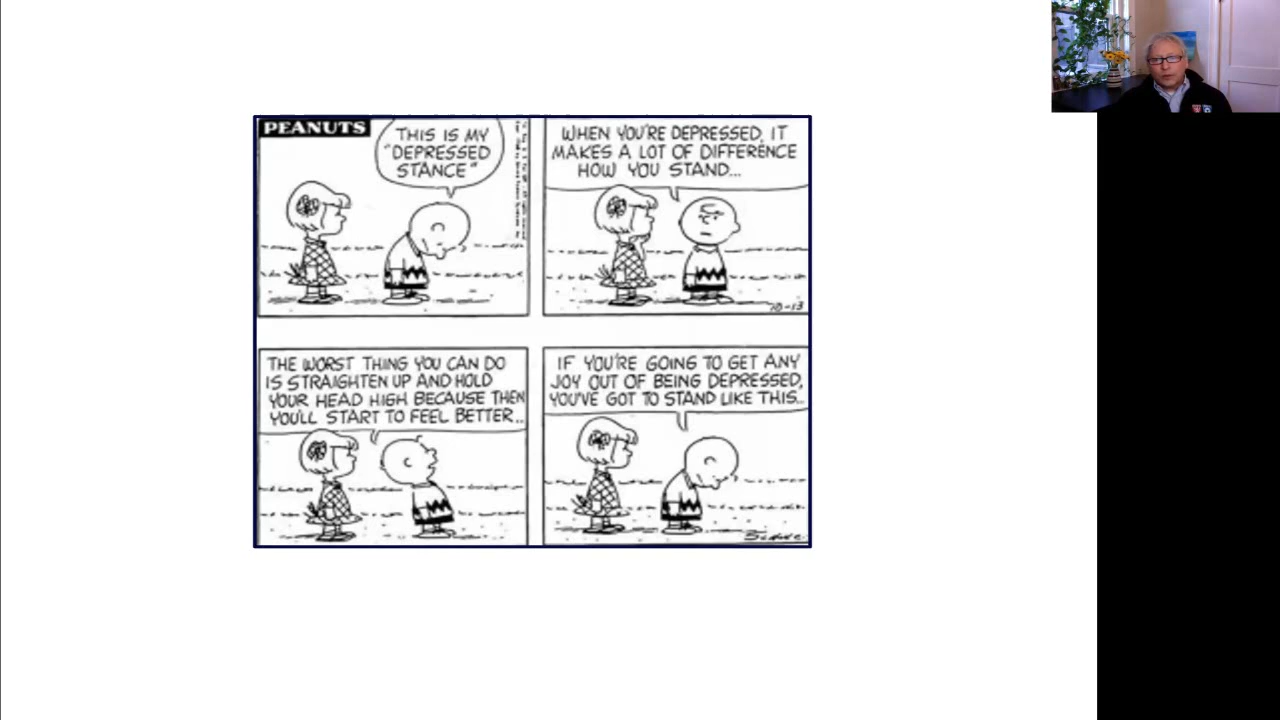 PEANUTS
THIS IS MY
"DEPRESSED
STANCE"
WHEN YOU'RE DEPRESSED, IT
MAKES A LOT OF DIFFERENCE
HOW YOU STAND...
10-13
THE WORST THING YOU CAN DO
IS STRAIGHTEN UP AND HOLD
YOUR HEAD HIGH BECAUSE THEN
YOU'LL START TO FEEL BETTER..
IF YOU'RE GOING TO GET ANY
JOY OUT OF BEING DEPRESSED,
YOU'VE GOT TO STAND LIKE THIS..